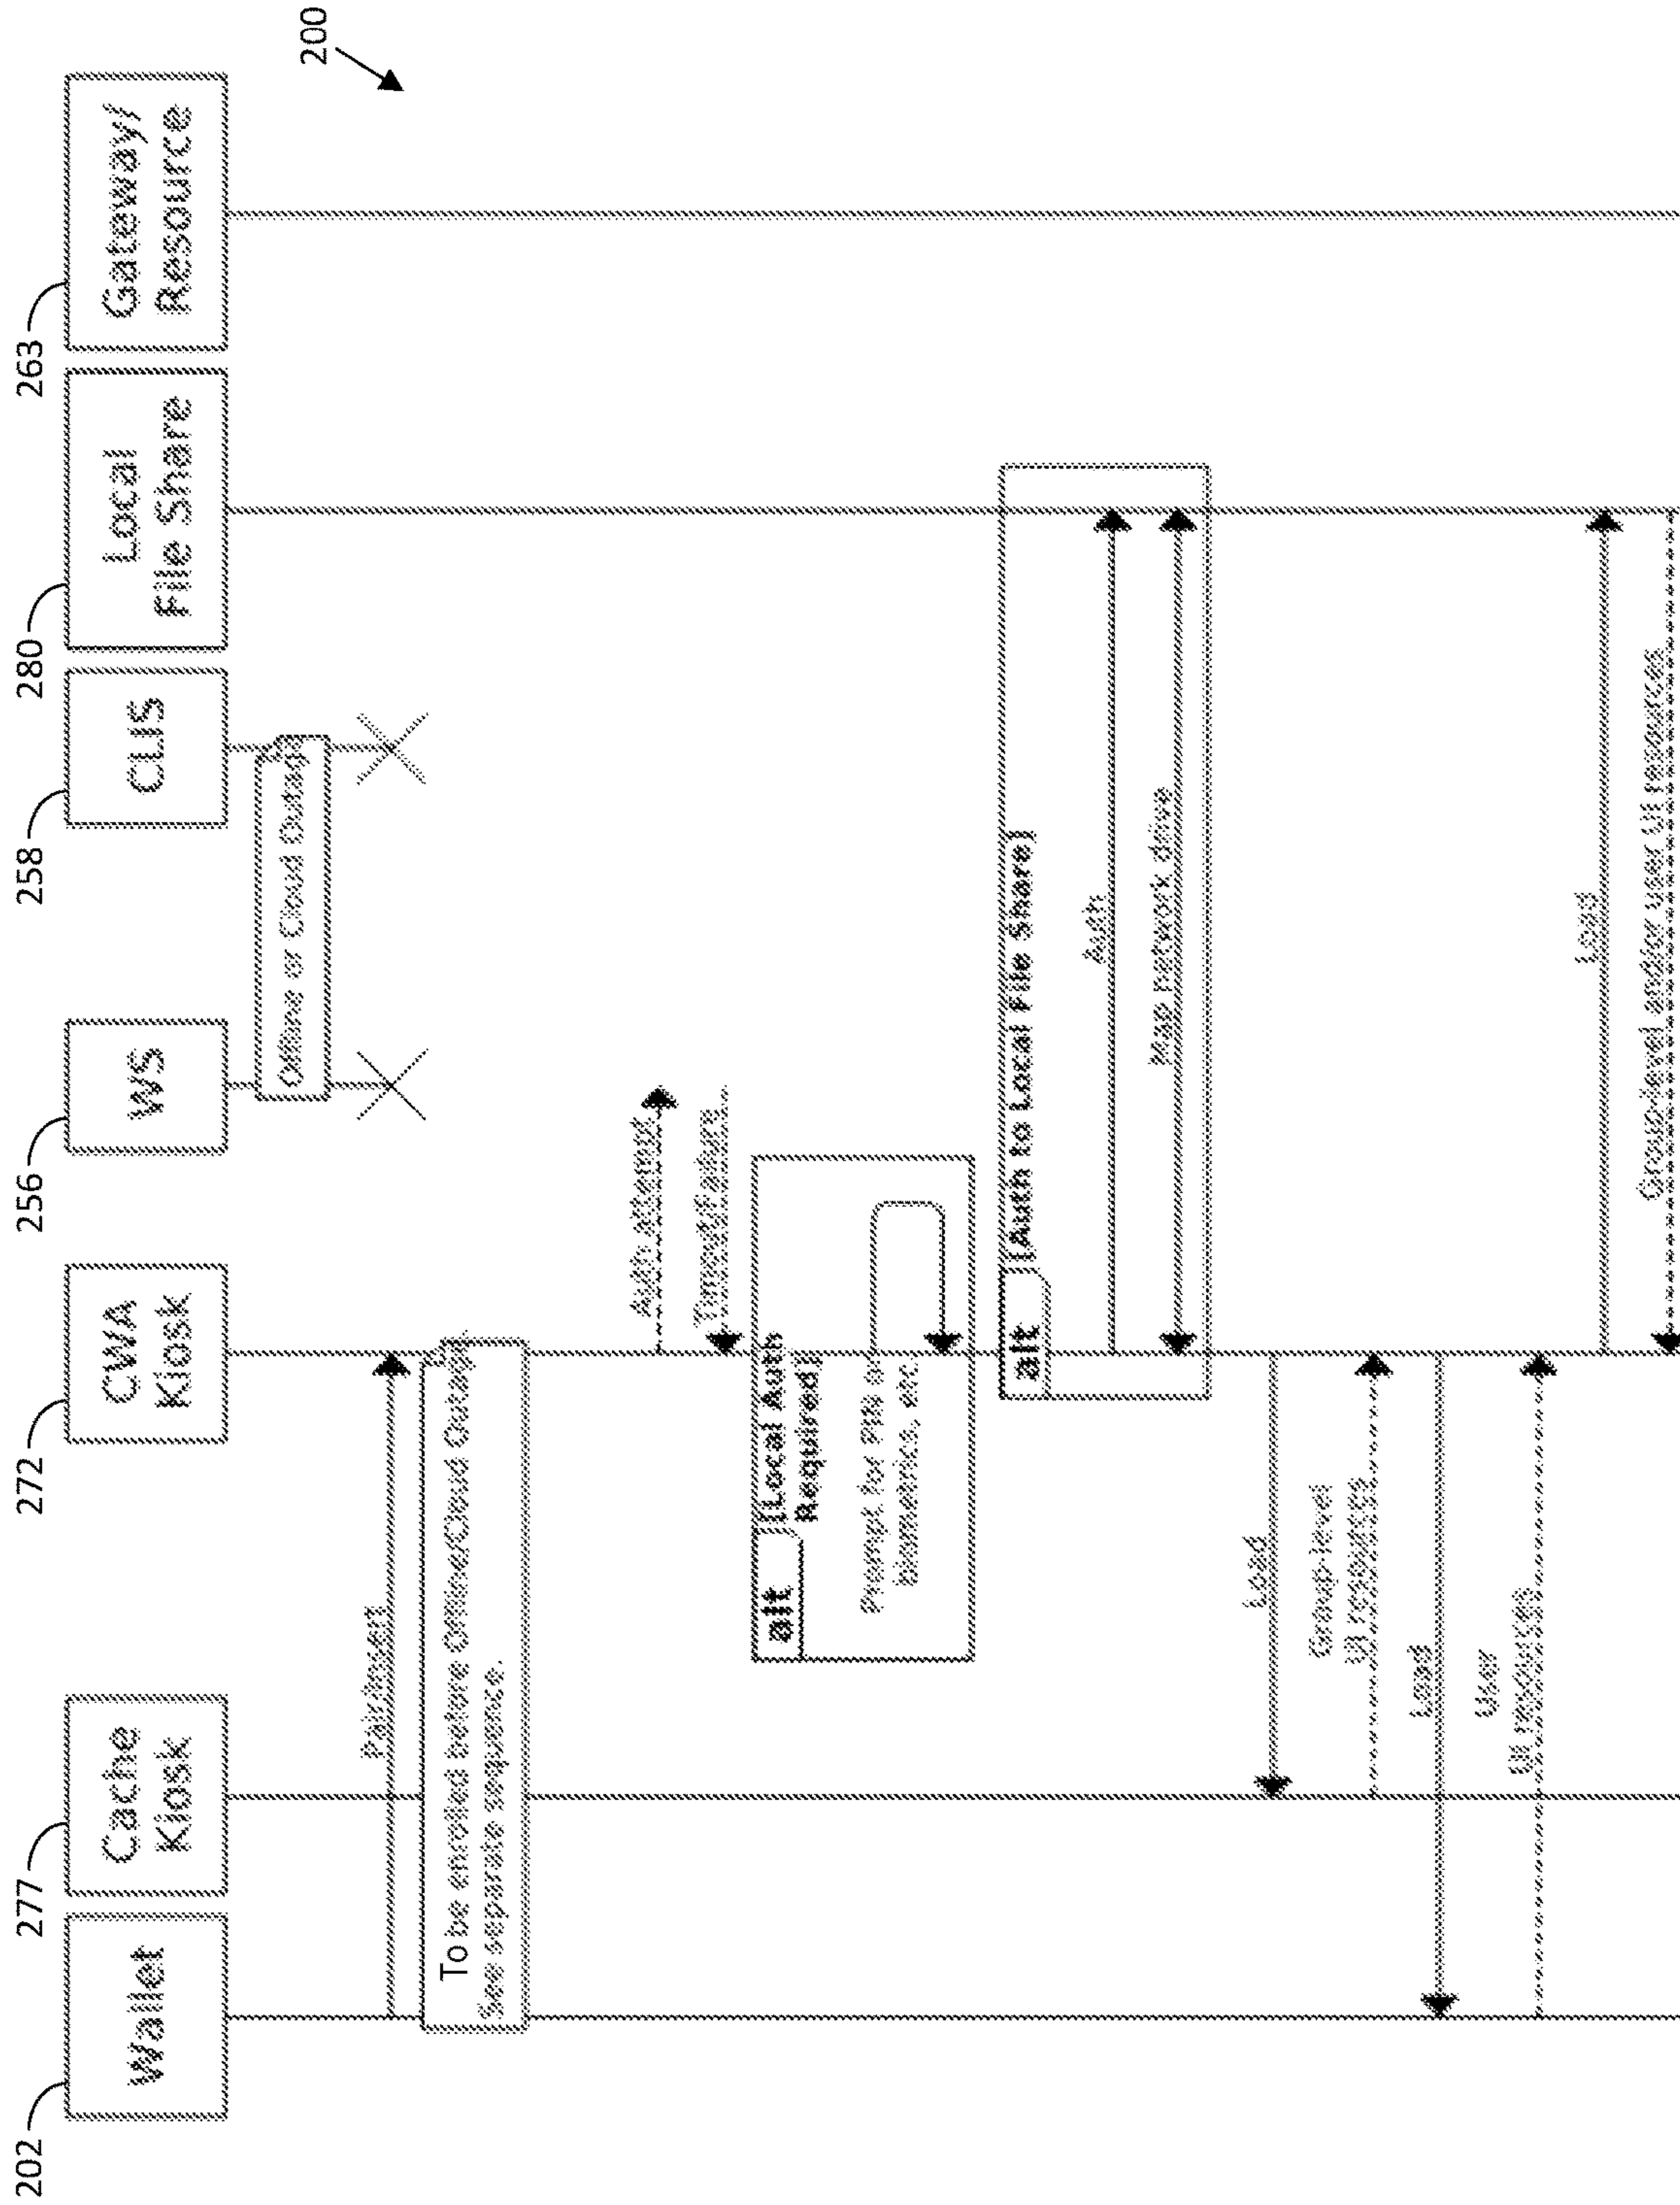 200
202
Wallet
277
Cache
Kiosk
272
CWA
Kiosk
256
WS
258
CLIS
280
Local
File Share
263
Gateway/
Resource
Offline or Cloud Outage
Pair/Insert
To be enrolled before Offline/Cloud Outage
See separate sequence.
Auth attempt
Timeout/Failure
alt
[Local Auth
Required]
Prompt for PIN or
biometrics, etc.
alt
[Auth to Local File Share]
Auth
Map network drive
Load
Group-level
UI resources
Load
User
UI resources
Load
Group-level and/or user UI resources